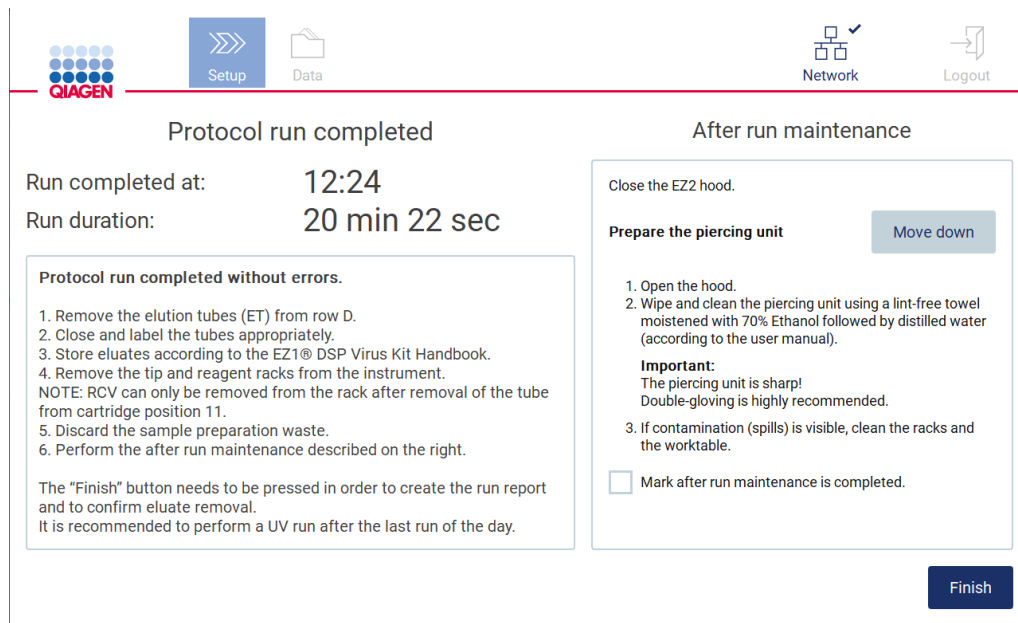 QIAGEN
Setup
Data
Network
Logout
Protocol run completed
Run completed at:
12:24
Run duration:
20 min 22 sec
Protocol run completed without errors.
1. Remove the elution tubes (ET) from row D.
2. Close and label the tubes appropriately.
3. Store eluates according to the EZ1® DSP Virus Kit Handbook.
4. Remove the tip and reagent racks from the instrument.
NOTE: RCV can only be removed from the rack after removal of the tube
from cartridge position 11.
5. Discard the sample preparation waste.
6. Perform the after run maintenance described on the right.
The “Finish” button needs to be pressed in order to create the run report
and to confirm eluate removal.
It is recommended to perform a UV run after the last run of the day.
After run maintenance
Close the EZ2 hood.
Prepare the piercing unit
Move down
1. Open the hood.
2. Wipe and clean the piercing unit using a lint-free towel
moistened with 70% Ethanol followed by distilled water
(according to the user manual).
Important:
The piercing unit is sharp!
Double-gloving is highly recommended.
3. If contamination (spills) is visible, clean the racks and
the worktable.
Mark after run maintenance is completed.
Finish